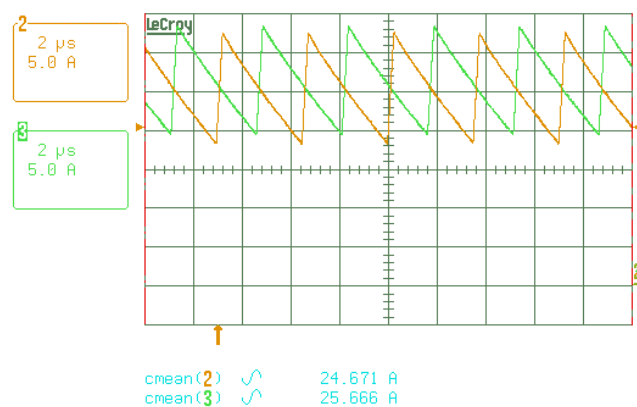 LeCroy
2
2 µs
5.0 A
3
2 µs
5.0 A
cmean(2) 24.671 A
cmean(3) 25.666 A